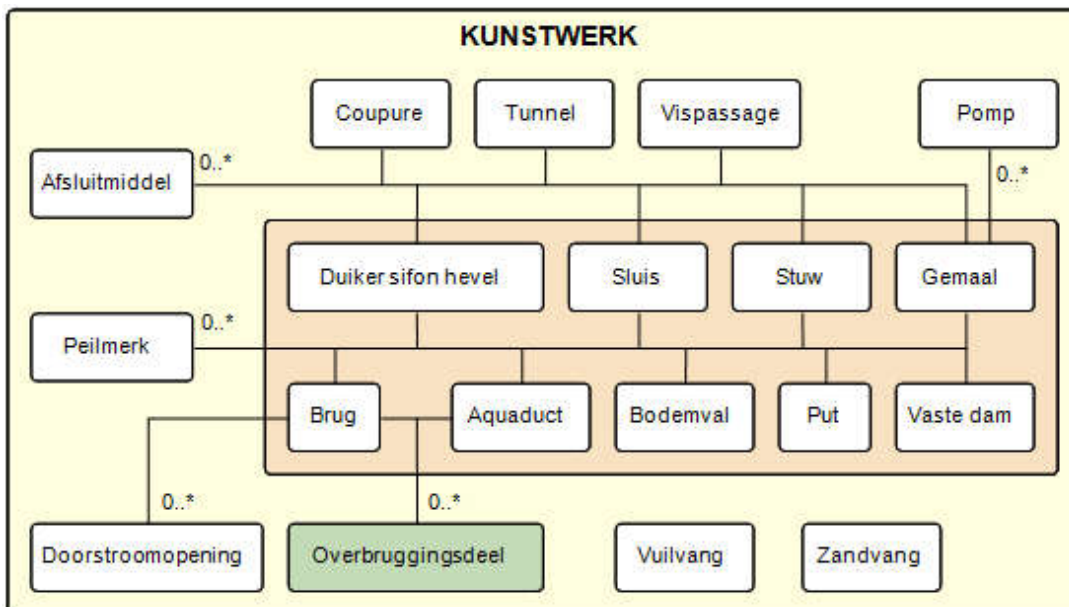 KUNSTWERK
Coupure
Tunnel
Vispassage
Pomp
Afsluitmiddel
0..*
0..*
Duiker sifon hevel
Sluis
Stuw
Gemaal
Peilmerk
0..*
Brug
Aquaduct
Bodemval
Put
Vaste dam
0..*
0..*
Doorstroomopening
Overbruggingsdeel
Vuilvang
Zandvang